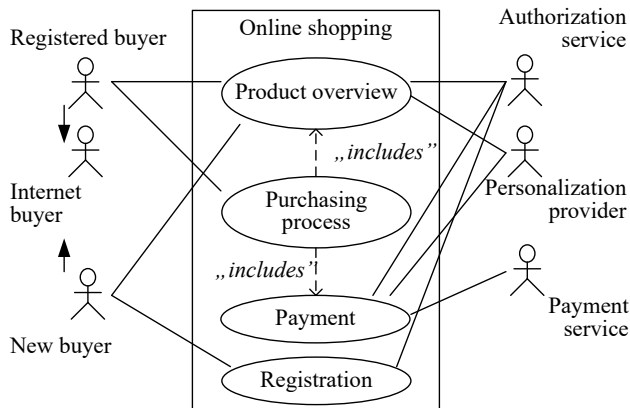 Registered buyer
Online shopping
Authorization
service
Product overview
„includes”
Internet
buyer
Purchasing
process
Personalization
provider
„includes”
Payment
Payment
service
New buyer
Registration